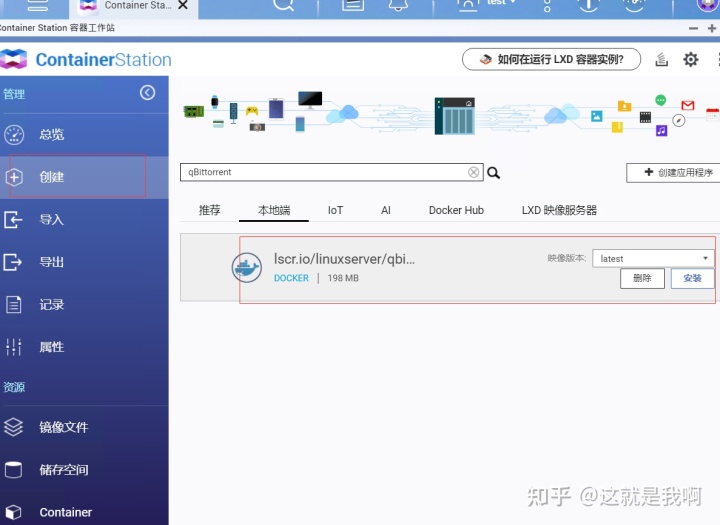 Container Sta...
test
Container Station 容器工作站
ContainerStation
如何在运行 LXD 容器实例?
管理
总览
创建
导入
导出
记录
属性
资源
镜像文件
储存空间
Container
qBittorrent
创建应用程序
推荐
本地端
IoT
AI
Docker Hub
LXD 映像服务器
lscr.io/linuxserver/qbi...
映像版本:
latest
DOCKER | 198 MB
删除
安装
知乎 @这就是我啊